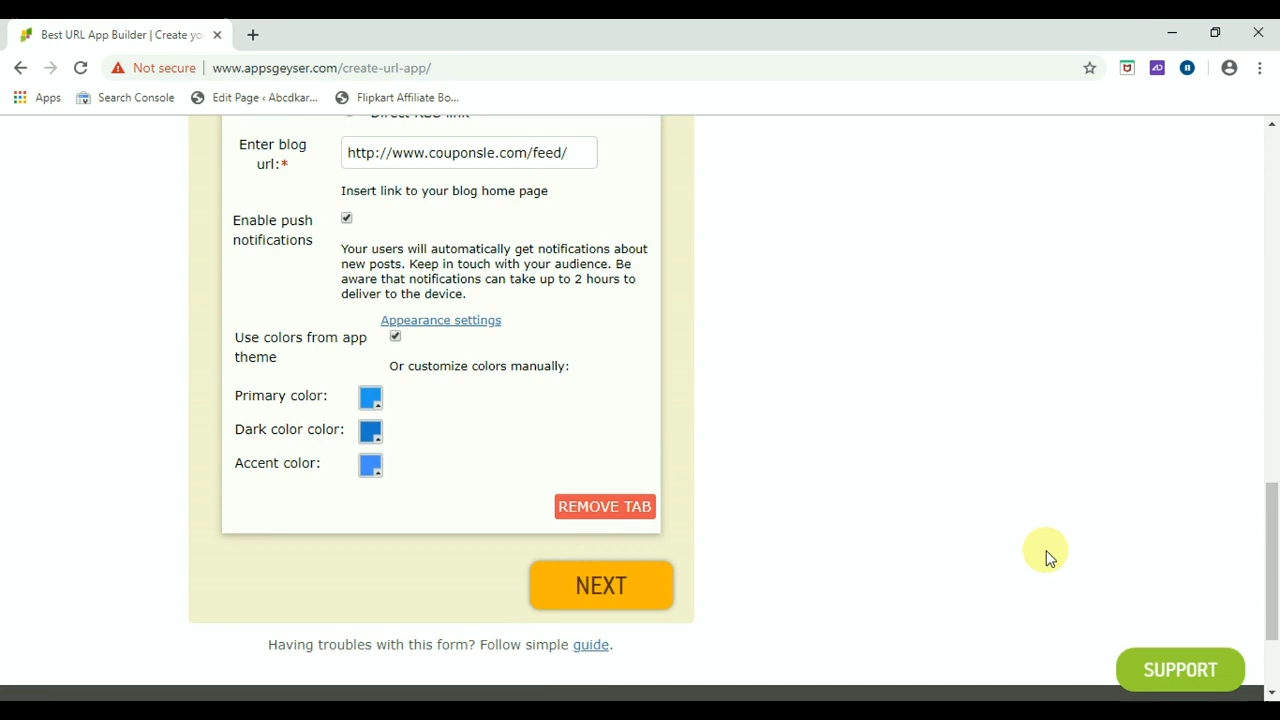 Best URL App Builder | Create yo
Not secure | www.appsgeyser.com/create-url-app/
Apps Search Console Edit Page ‹ Abcdkar... Flipkart Affiliate Bo...
Direct RSS link
Enter blog
url:*
http://www.couponsle.com/feed/
Insert link to your blog home page
Enable push
notifications
Your users will automatically get notifications about
new posts. Keep in touch with your audience. Be
aware that notifications can take up to 2 hours to
deliver to the device.
Appearance settings
Use colors from app
theme
Or customize colors manually:
Primary color:
Dark color color:
Accent color:
REMOVE TAB
NEXT
Having troubles with this form? Follow simple guide.
SUPPORT